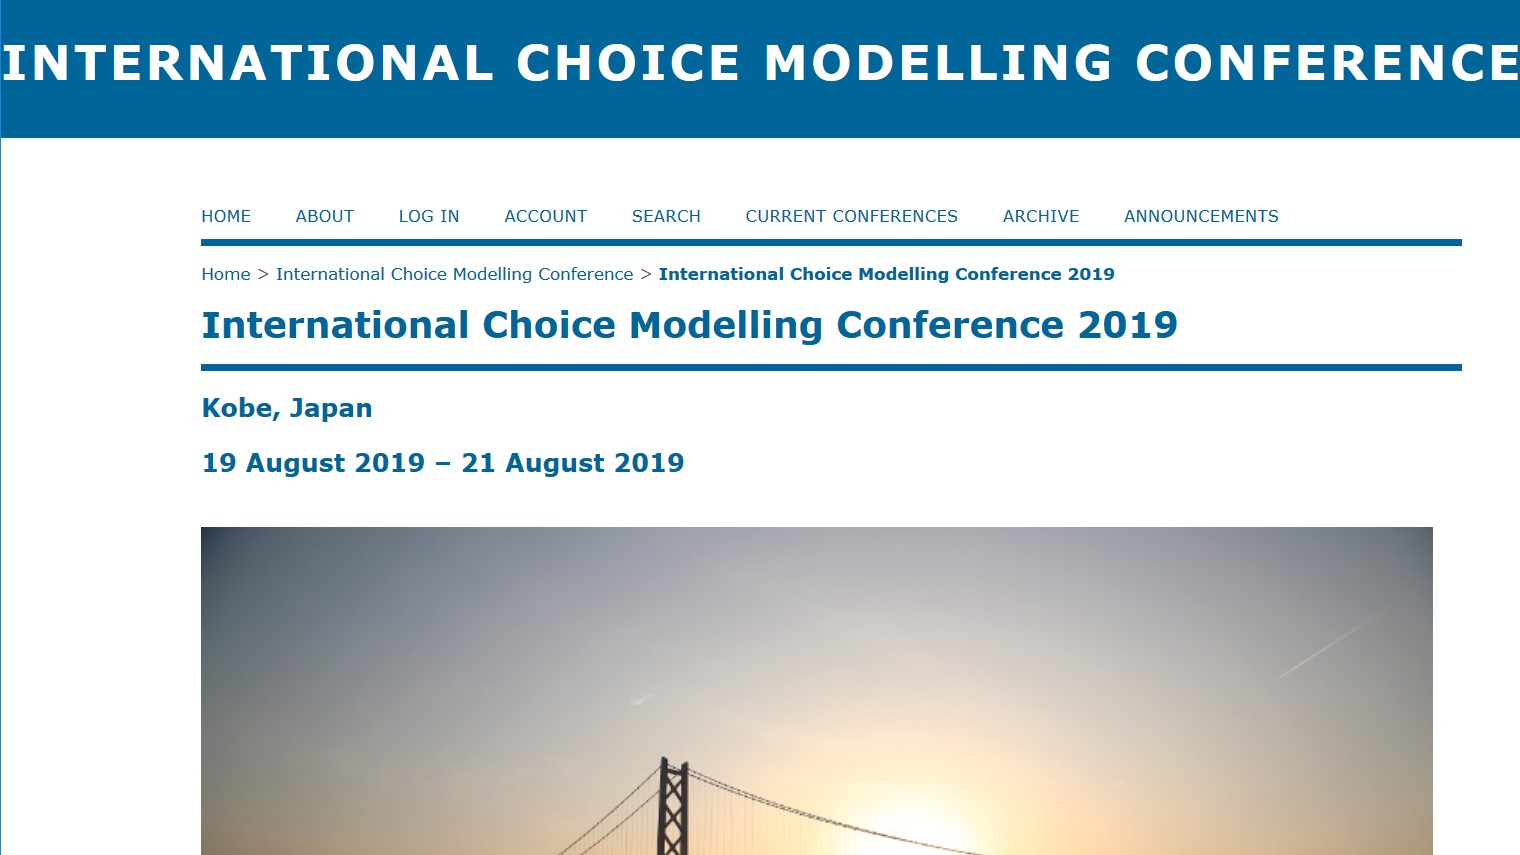 INTERNATIONAL CHOICE MODELLING CONFERENCE
HOME ABOUT LOG IN ACCOUNT SEARCH CURRENT CONFERENCES ARCHIVE ANNOUNCEMENTS
Home > International Choice Modelling Conference > International Choice Modelling Conference 2019
International Choice Modelling Conference 2019
Kobe, Japan
19 August 2019 – 21 August 2019